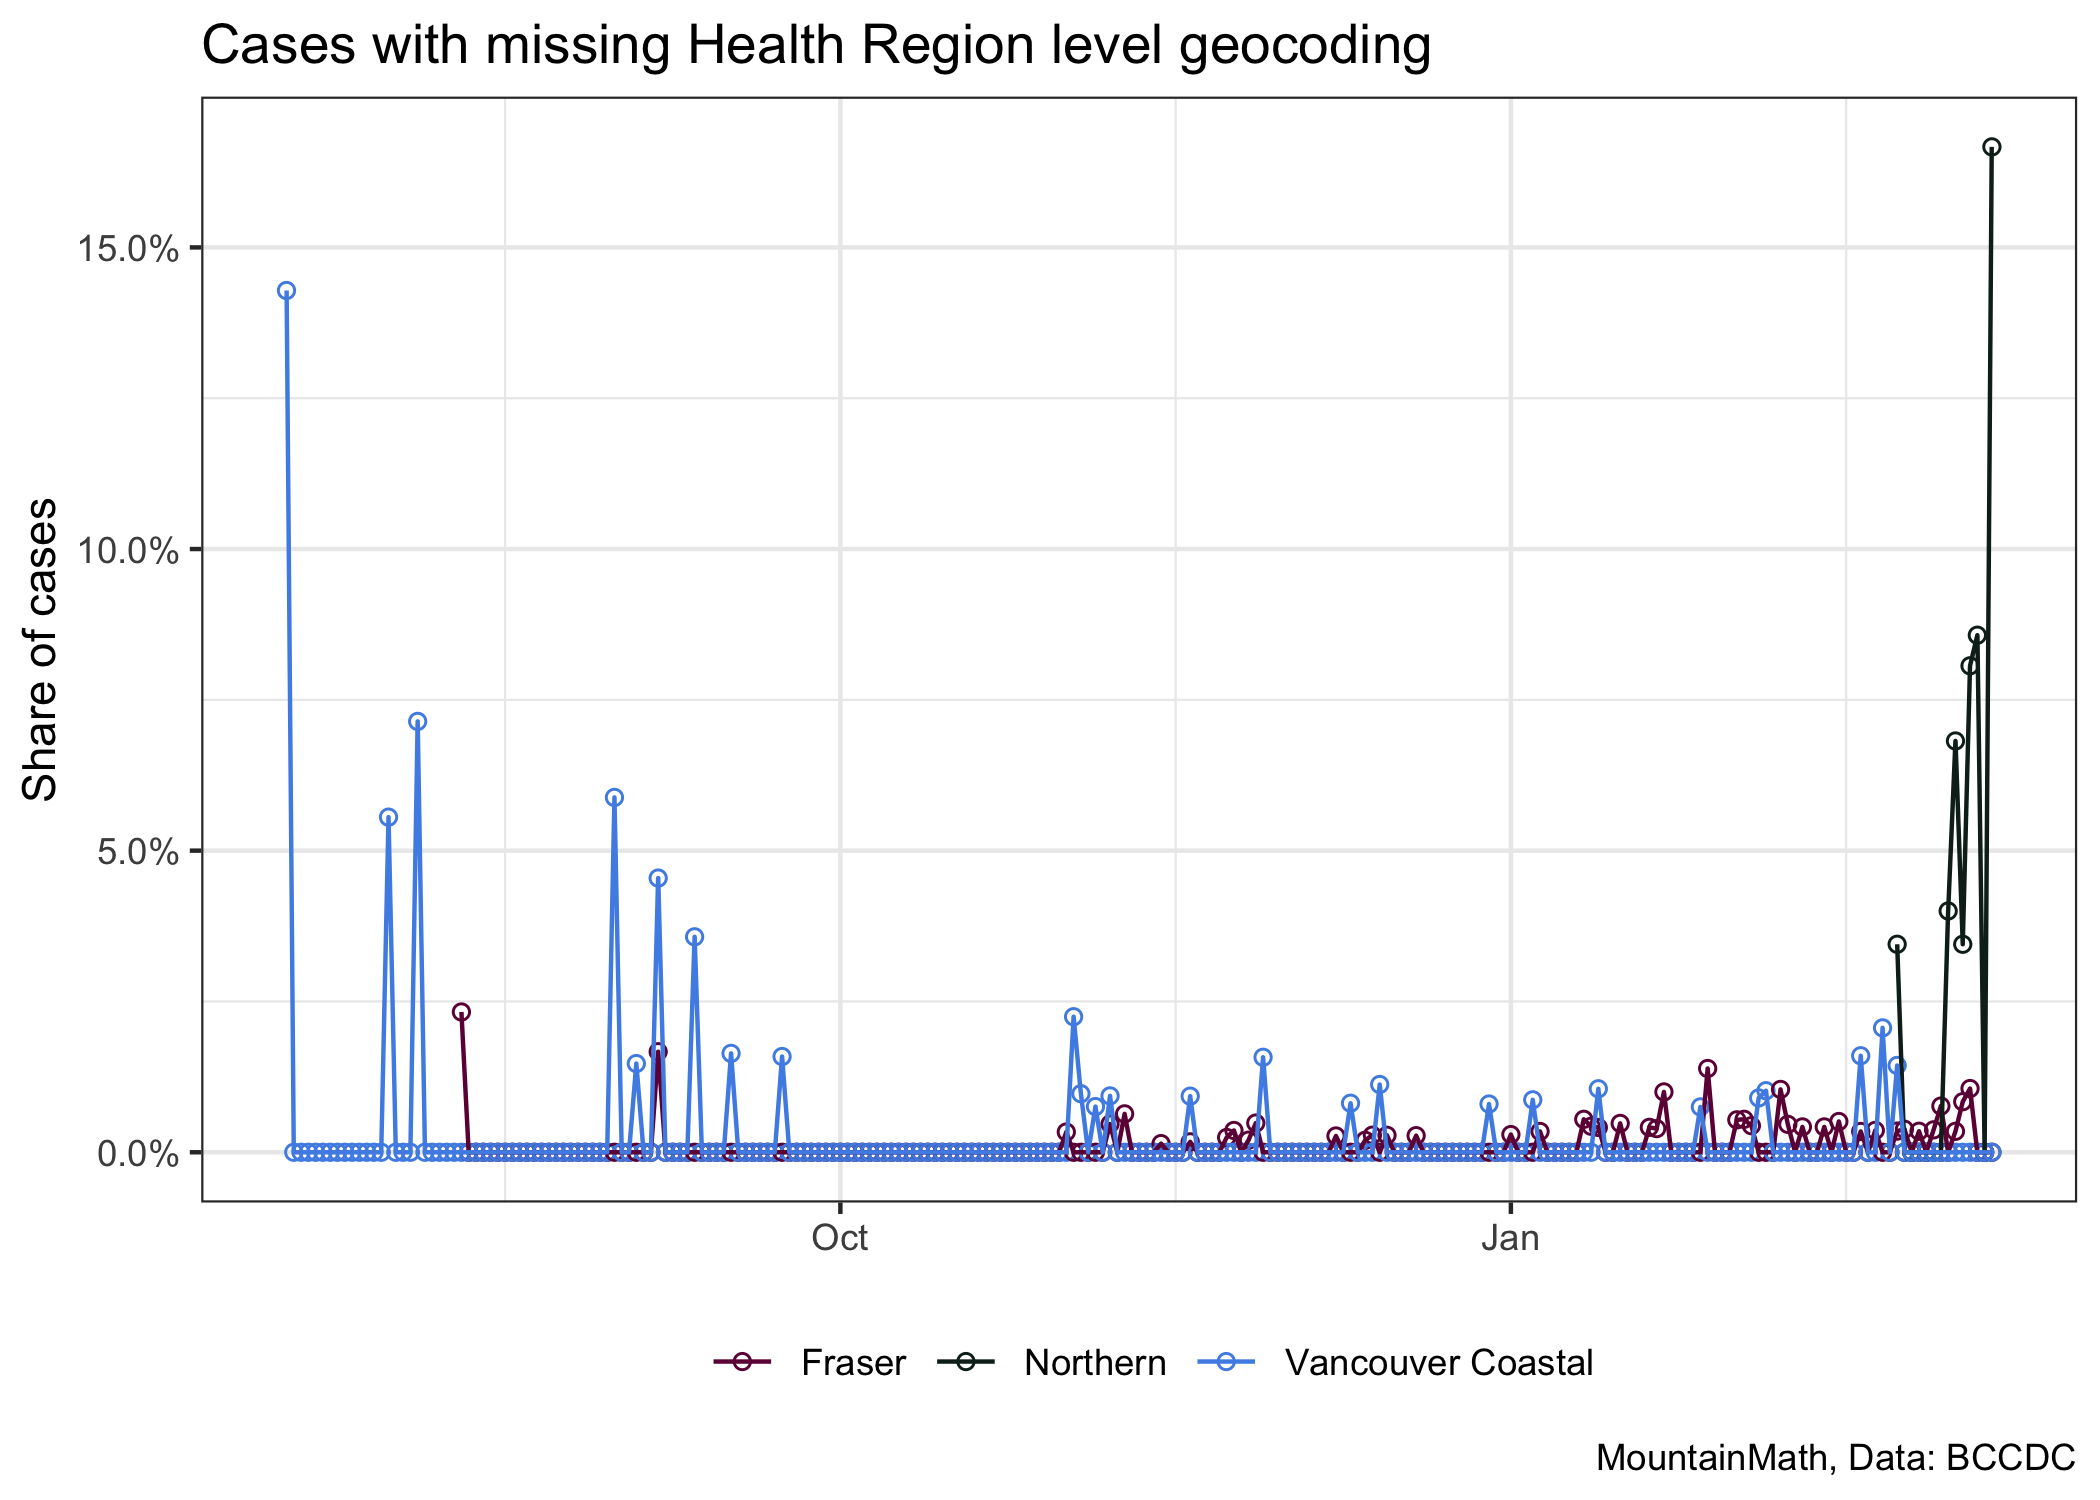 Cases with missing Health Region level geocoding
Share of cases
15.0%
10.0%
5.0%
0.0%
Oct
Jan
Fraser
Northern
Vancouver Coastal
MountainMath, Data: BCCDC